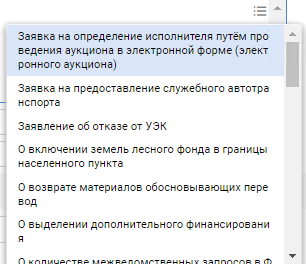 Заявка на определение исполнителя путём про
ведения аукциона в электронной форме (элект
ронного аукциона)
Заявка на предоставление служебного автотра
нспорта
Заявление об отказе от УЭК
О включении земель лесного фонда в границы
населенного пункта
О возврате материалов обосновывающих пере
вод
О выделении дополнительного финансировани
я
О количестве межведомственных запросов в Ф